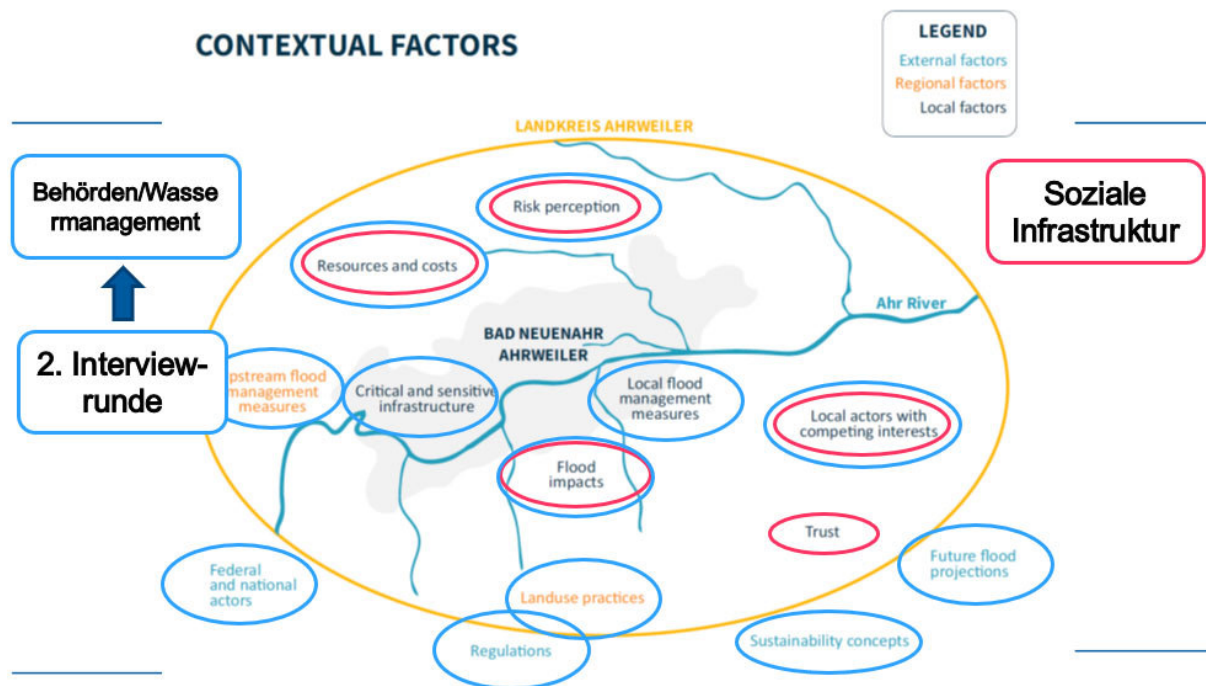 CONTEXTUAL FACTORS
LEGEND
External factors
Regional factors
Local factors
LANDKREIS AHRWEILER
Behörden/Wasse
rmanagement
Soziale
Infrastruktur
Risk perception
Resources and costs
Ahr River
BAD NEUENAHR
AHRWEILER
2. Interview-
runde
pstream flood
management
measures
Critical and sensitive
infrastructure
Local flood
management
measures
Local actors with
competing interests
Flood
impacts
Trust
Future flood
projections
Federal
and national
actors
Landuse practices
Regulations
Sustainability concepts